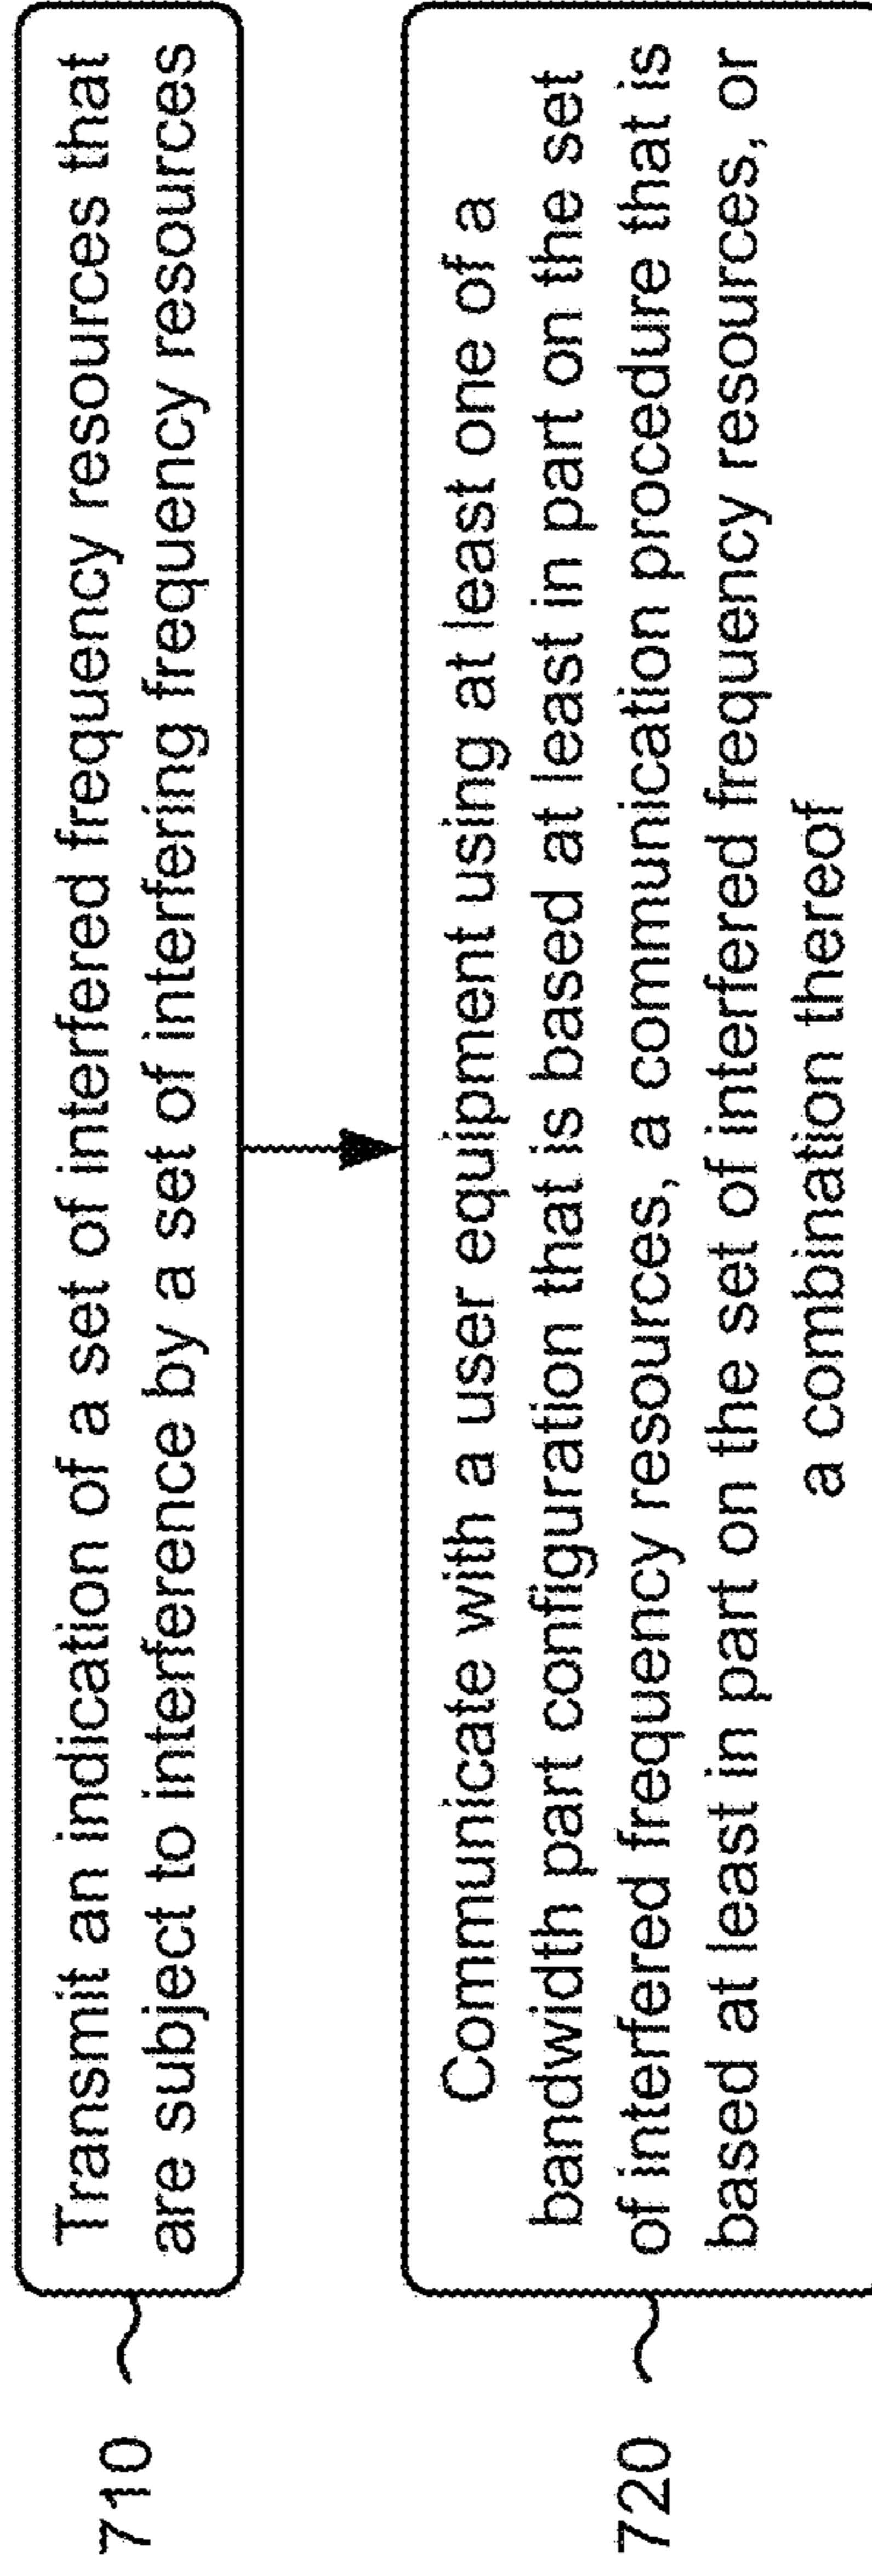 710
Transmit an indication of a set of interfered frequency resources that
are subject to interference by a set of interfering frequency resources
720
Communicate with a user equipment using at least one of a
bandwidth part configuration that is based at least in part on the set
of interfered frequency resources, a communication procedure that is
based at least in part on the set of interfered frequency resources, or
a combination thereof